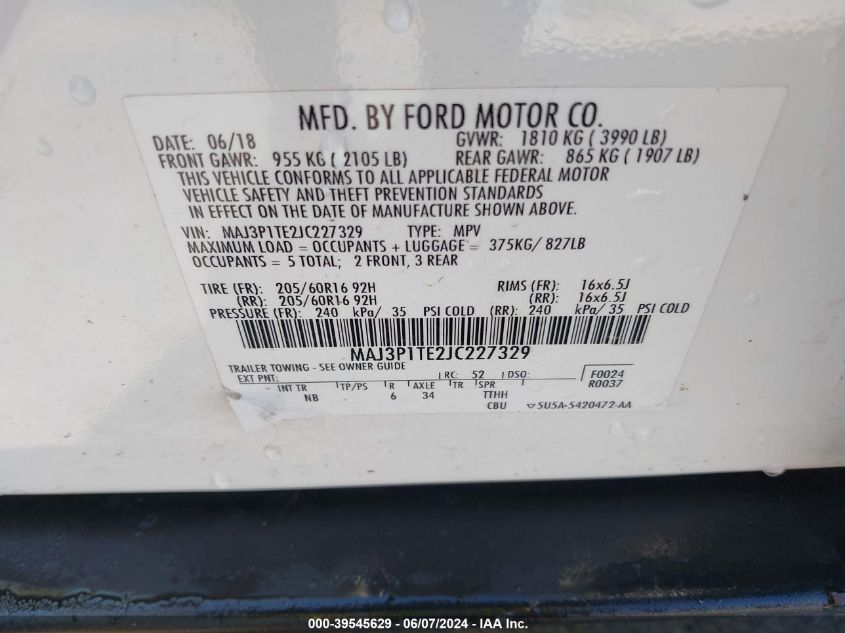 MFD. BY FORD MOTOR CO.
DATE: 06/18 GVWR: 1810 KG ( 3990 LB)
FRONT GAWR: 955 KG ( 2105 LB) REAR GAWR: 865 KG ( 1907 LB)
THIS VEHICLE CONFORMS TO ALL APPLICABLE FEDERAL MOTOR
VEHICLE SAFETY AND THEFT PREVENTION STANDARDS
IN EFFECT ON THE DATE OF MANUFACTURE SHOWN ABOVE.
VIN: MAJ3P1TE2JC227329 TYPE: MPV
MAXIMUM LOAD = OCCUPANTS + LUGGAGE = 375KG/ 827LB
OCCUPANTS = 5 TOTAL; 2 FRONT, 3 REAR
TIRE (FR): 205/60R16 92H RIMS (FR): 16x6.5J
(RR): 205/60R16 92H (RR): 16x6.5J
PRESSURE (FR): 240 kPa/ 35 PSI COLD (RR): 240 kPa/ 35 PSI COLD
MAJ3P1TE2JC227329
TRAILER TOWING - SEE OWNER GUIDE
EXT PNT: RC: 52 DSO: F0024
INT TR TP/PS R AXLE TR SPR R0037
NB 6 34 TTHH
CBU 5U5A-5420472-AA
000-39545629 - 06/07/2024 - IAAI.com